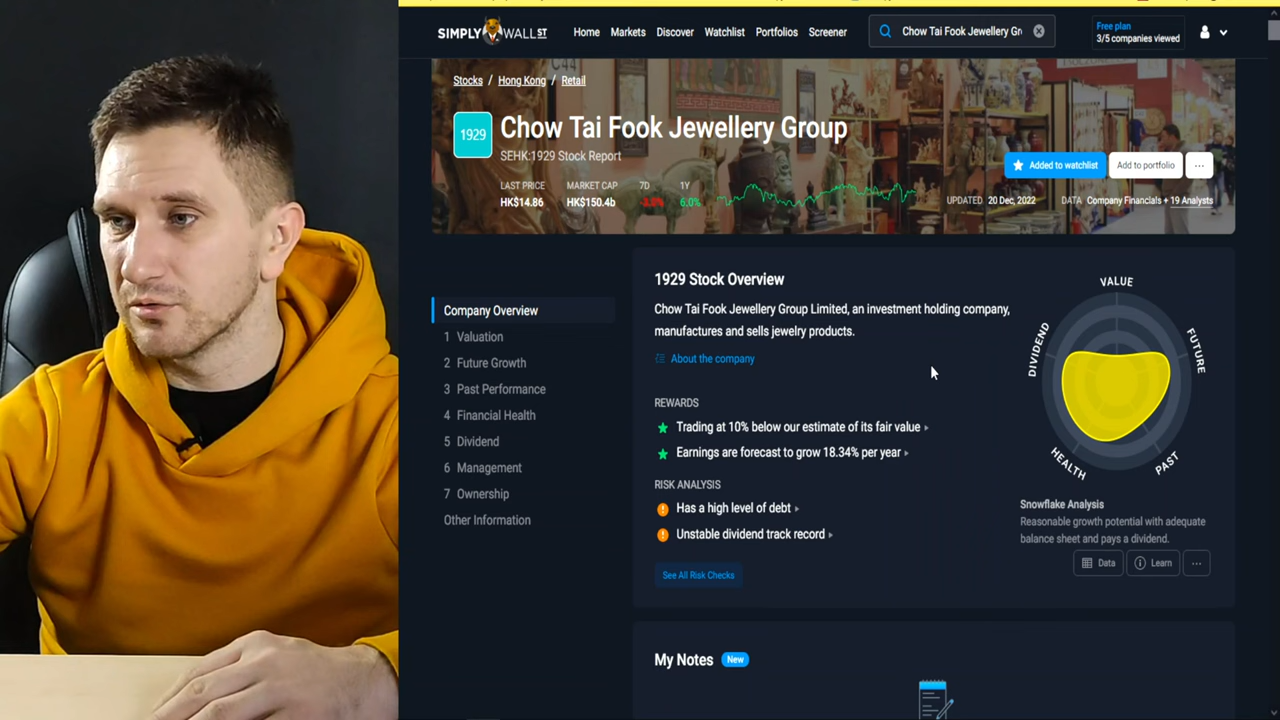 SIMPLY WALL ST
Home Markets Discover Watchlist Portfolios Screener
Chow Tai Fook Jewellery Gr
Free plan
3/5 companies viewed
Stocks / Hong Kong / Retail
1929
Chow Tai Fook Jewellery Group
SEHK:1929 Stock Report
Added to watchlist
Add to portfolio
...
LAST PRICE
HK$14.86
MARKET CAP
HK$150.4b
7D
-3.0%
1Y
6.0%
UPDATED 20 Dec, 2022
DATA Company Financials + 19 Analysts
Company Overview
1 Valuation
2 Future Growth
3 Past Performance
4 Financial Health
5 Dividend
6 Management
7 Ownership
Other Information
1929 Stock Overview
Chow Tai Fook Jewellery Group Limited, an investment holding company,
manufactures and sells jewelry products.
About the company
REWARDS
Trading at 10% below our estimate of its fair value
Earnings are forecast to grow 18.34% per year
RISK ANALYSIS
Has a high level of debt
Unstable dividend track record
See All Risk Checks
VALUE
FUTURE
PAST
HEALTH
DIVIDEND
Snowflake Analysis
Reasonable growth potential with adequate
balance sheet and pays a dividend.
Data
Learn
...
My Notes
New